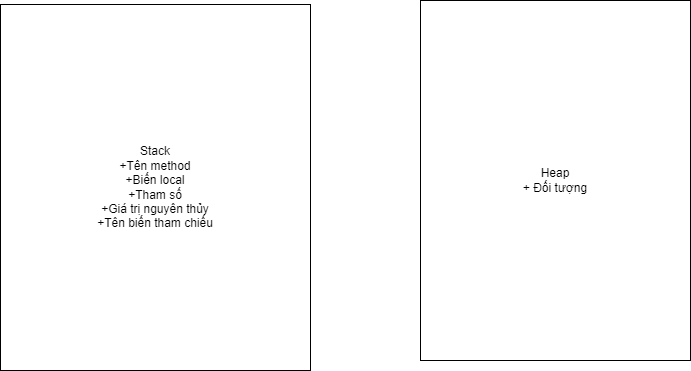 Stack
+Tên method
+Biến local
+Tham số
+Giá trị nguyên thủy
+Tên biến tham chiếu
Heap
+ Đối tượng